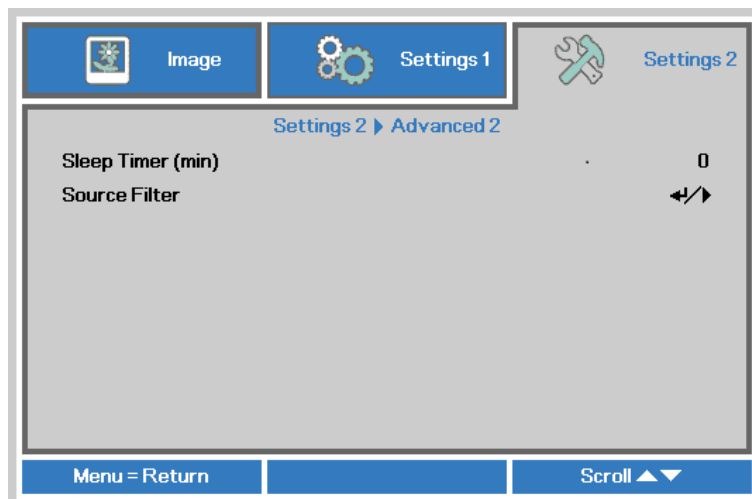 Image
Settings 1
Settings 2
Settings 2 ▶ Advanced 2
Sleep Timer (min) 0
Source Filter ↵/▶
Menu = Return
Scroll ▲▼